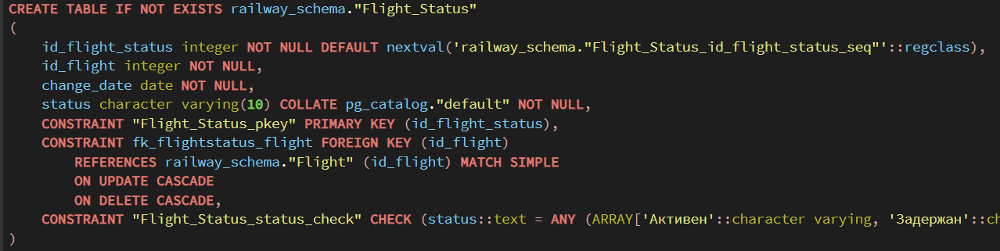 CREATE TABLE IF NOT EXISTS railway_schema."Flight_Status"
(
    id_flight_status integer NOT NULL DEFAULT nextval('railway_schema."Flight_Status_id_flight_status_seq"'::regclass),
    id_flight integer NOT NULL,
    change_date date NOT NULL,
    status character varying(10) COLLATE pg_catalog."default" NOT NULL,
    CONSTRAINT "Flight_Status_pkey" PRIMARY KEY (id_flight_status),
    CONSTRAINT fk_flightstatus_flight FOREIGN KEY (id_flight)
        REFERENCES railway_schema."Flight" (id_flight) MATCH SIMPLE
        ON UPDATE CASCADE
        ON DELETE CASCADE,
    CONSTRAINT "Flight_Status_status_check" CHECK (status::text = ANY (ARRAY['Активен'::character varying, 'Задержан'::c
)